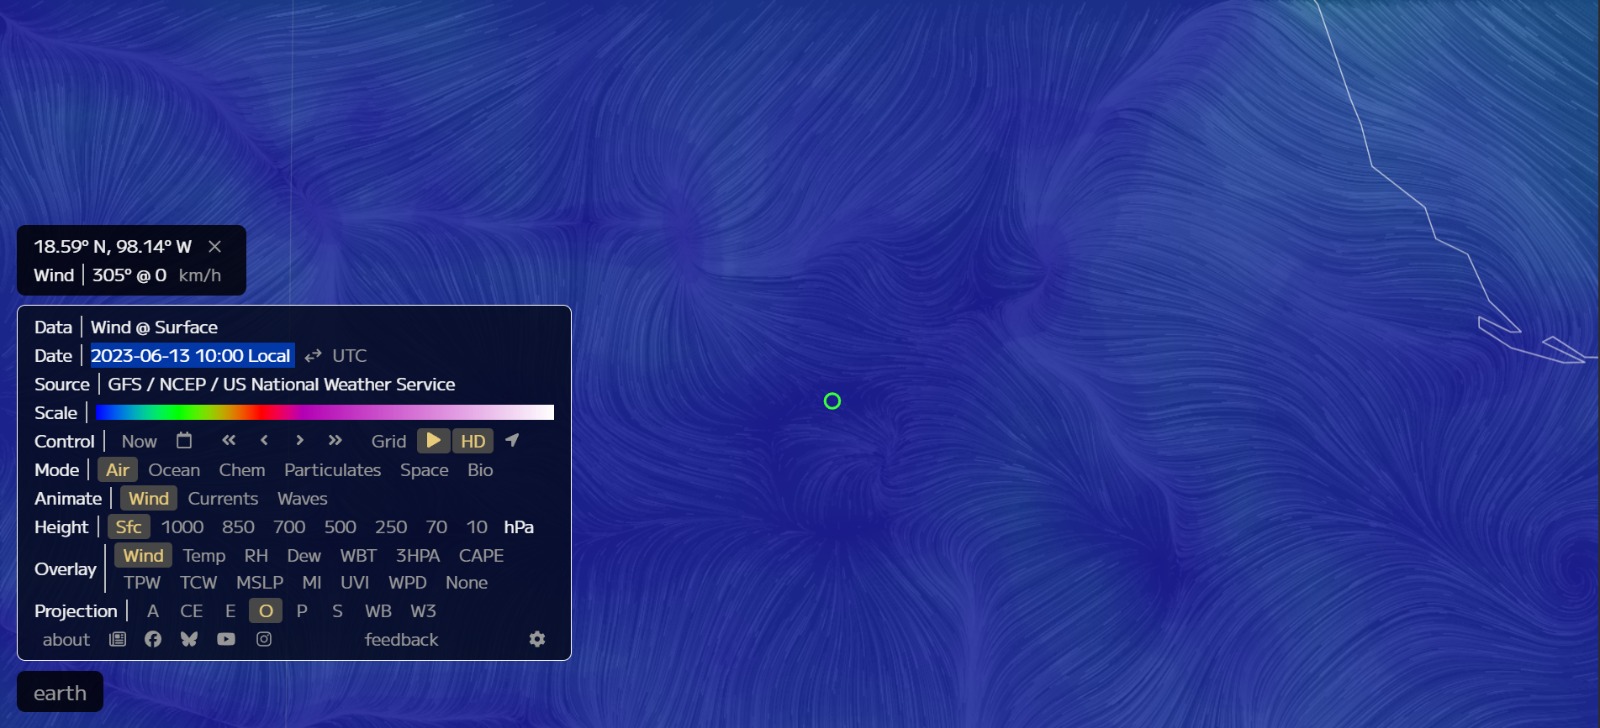 18.59° N, 98.14° W ×
Wind | 305° @ 0 km/h
Data | Wind @ Surface
Date | 2023-06-13 10:00 Local ⇄ UTC
Source | GFS / NCEP / US National Weather Service
Scale |
Control | Now « ‹ › » Grid HD
Mode | Air Ocean Chem Particulates Space Bio
Animate | Wind Currents Waves
Height | Sfc 1000 850 700 500 250 70 10 hPa
Overlay | Wind Temp RH Dew WBT 3HPA CAPE
TPW TCW MSLP MI UVI WPD None
Projection | A CE E O P S WB W3
about feedback
earth